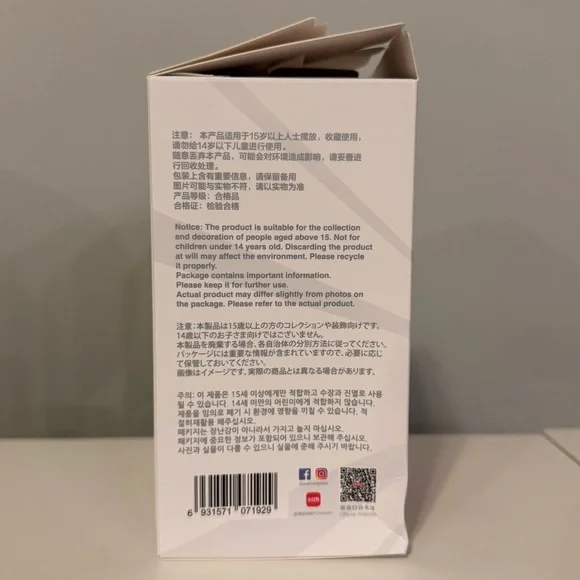 注意: 本产品适用于15岁以上人士摆放，收藏使用，
请勿给14岁以下儿童进行使用。
随意丢弃本产品，可能会对环境造成影响，请妥善进
行回收处理。
包装上含有重要信息，请保留备用
图片可能与实物不符，请以实物为准
产品等级: 合格品
合格证: 检验合格
Notice: The product is suitable for the collection
and decoration of people aged above 15. Not for
children under 14 years old. Discarding the product
at will may affect the environment. Please recycle
it properly.
Package contains important information.
Please keep it for further use.
Actual product may differ slightly from photos on
the package. Please refer to the actual product.
注意: 本製品は15歳以上の方のコレクションや装飾向けです。
14歳以下のお子さま向けではございません。
本製品を廃棄する場合、各自治体の分別方法に従ってください。
パッケージには重要な情報が含まれていますので、必要に応じ
て保管しておいてください。
画像はイメージです。実際の商品とは異なる場合があります。
주의: 이 제품은 15세 이상에게만 적합하고 수장과 진열로 사용
될 수 있습니다. 14세 미만의 어린이에게 적합하지 않습니다.
제품을 임의로 패기 시 환경에 영향을 끼칠 수 있습니다. 적
절히재활용 해주십시오.
패키지는 장난감이 아니라서 가지고 놀지 마십시오.
패키지에 중요한 정보가 포함되어 있으니 보관해 주십시오.
사진과 실물이 다를 수 있으니 실물에 준해 주시기 바랍니다.
6 931571 071929
Official Website